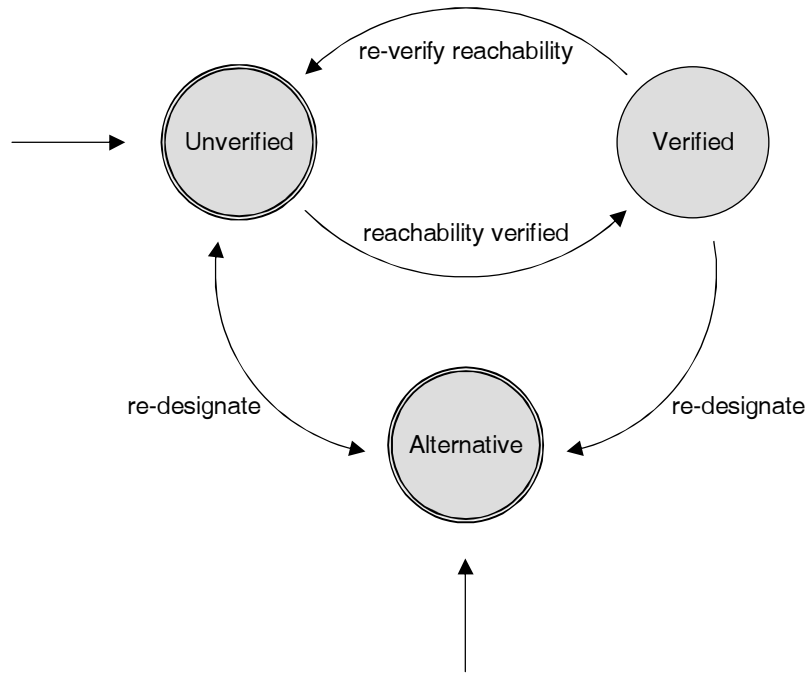 re-verify reachability
Unverified
Verified
reachability verified
re-designate
re-designate
Alternative